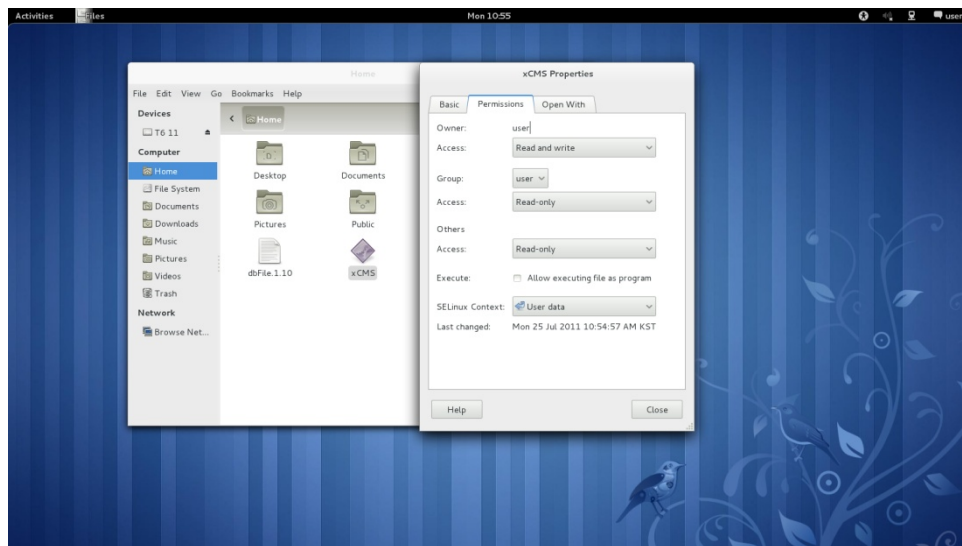 Activities Files Mon 10:55 user
Home
File Edit View Go Bookmarks Help
Devices
T6 11
Computer
Home
File System
Documents
Downloads
Music
Pictures
Videos
Trash
Network
Browse Net...
Home
Desktop Documents
Pictures Public
dbFile.1.10 xCMS
xCMS Properties
Basic Permissions Open With
Owner: user
Access: Read and write
Group: user
Access: Read-only
Others
Access: Read-only
Execute: Allow executing file as program
SELinux Context: User data
Last changed: Mon 25 Jul 2011 10:54:57 AM KST
Help Close